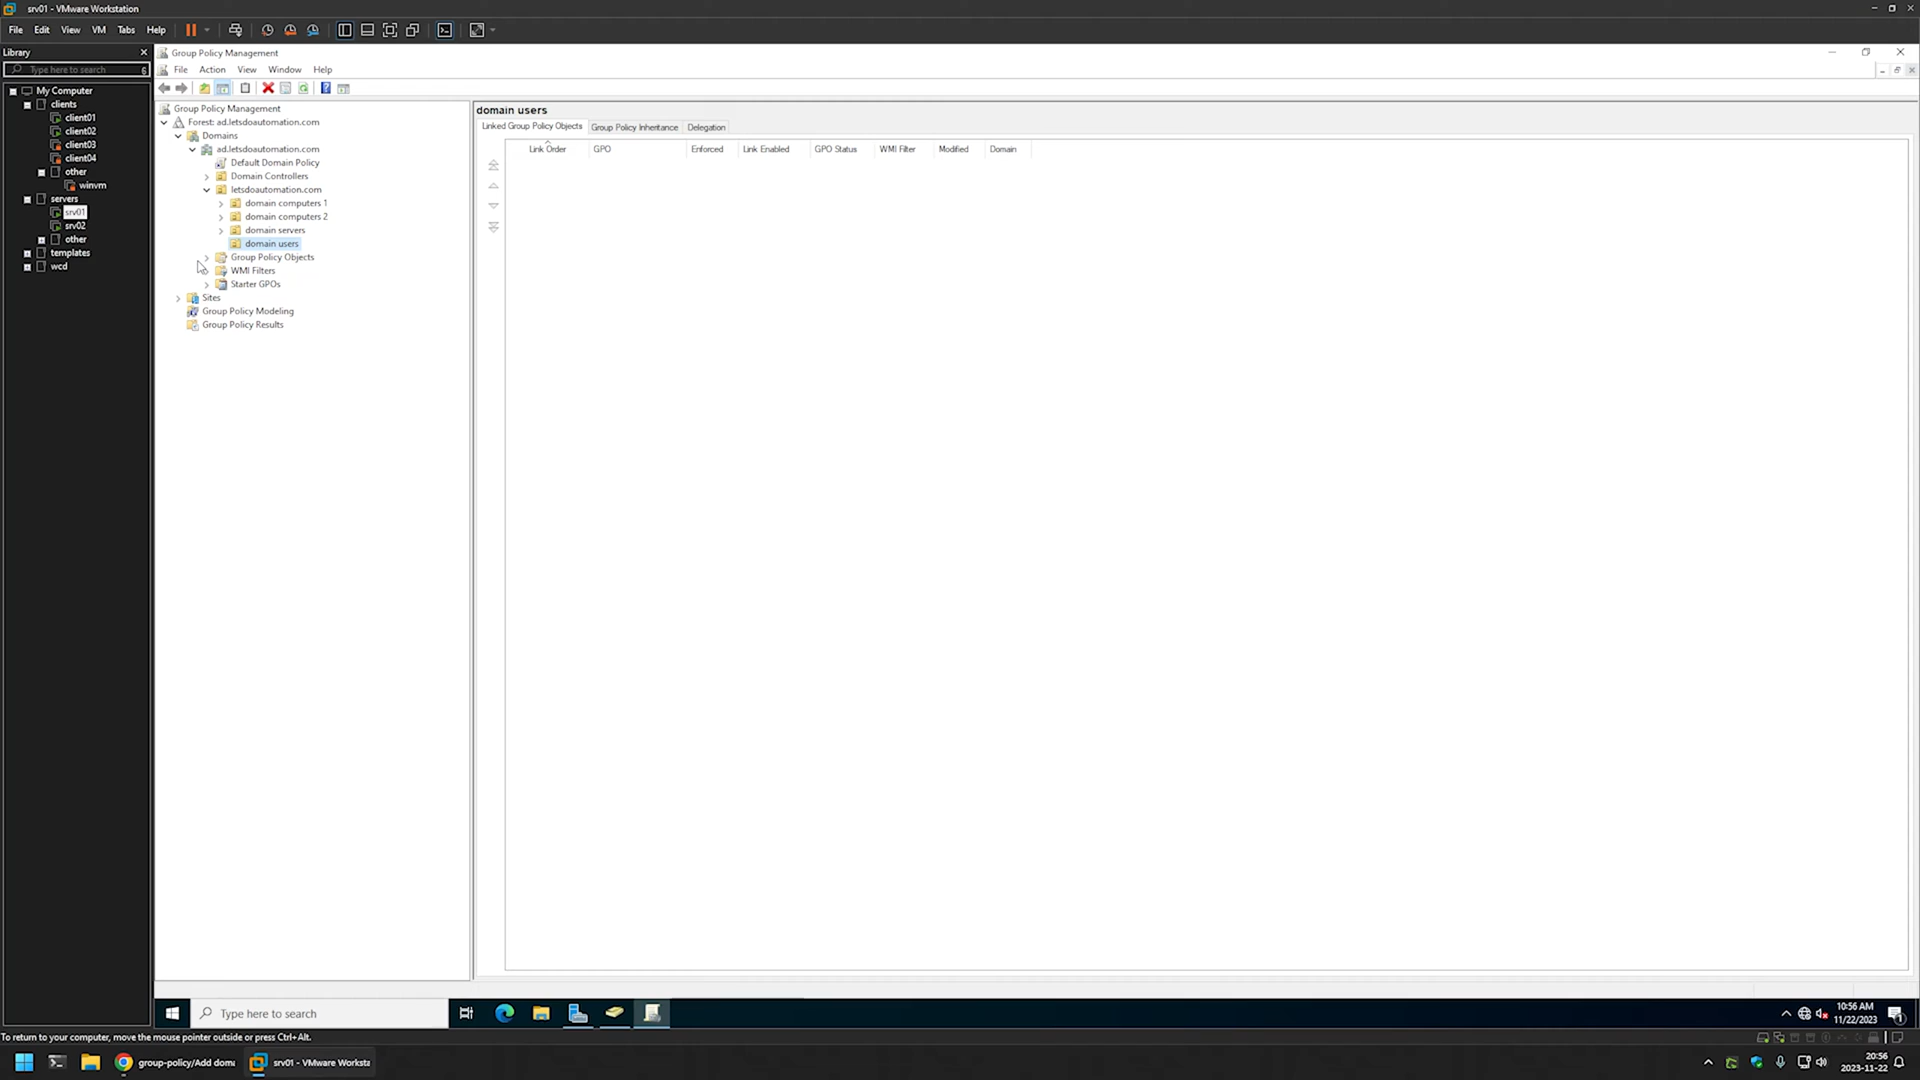 srv01 - VMware Workstation
File Edit View VM Tabs Help
Library
Type here to search
My Computer
clients
client01
client02
client03
client04
other
winvm
servers
srv01
srv02
other
templates
wcd
Group Policy Management
File Action View Window Help
Group Policy Management
Forest: ad.letsdoautomation.com
Domains
ad.letsdoautomation.com
Default Domain Policy
Domain Controllers
letsdoautomation.com
domain computers 1
domain computers 2
domain servers
domain users
Group Policy Objects
WMI Filters
Starter GPOs
Sites
Group Policy Modeling
Group Policy Results
domain users
Linked Group Policy Objects Group Policy Inheritance Delegation
Link Order GPO Enforced Link Enabled GPO Status WMI Filter Modified Domain
Type here to search
10:56 AM
11/22/2023
1
To return to your computer, move the mouse pointer outside or press Ctrl+Alt.
group-policy/Add doma
srv01 - VMware Worksta
20:56
2023-11-22